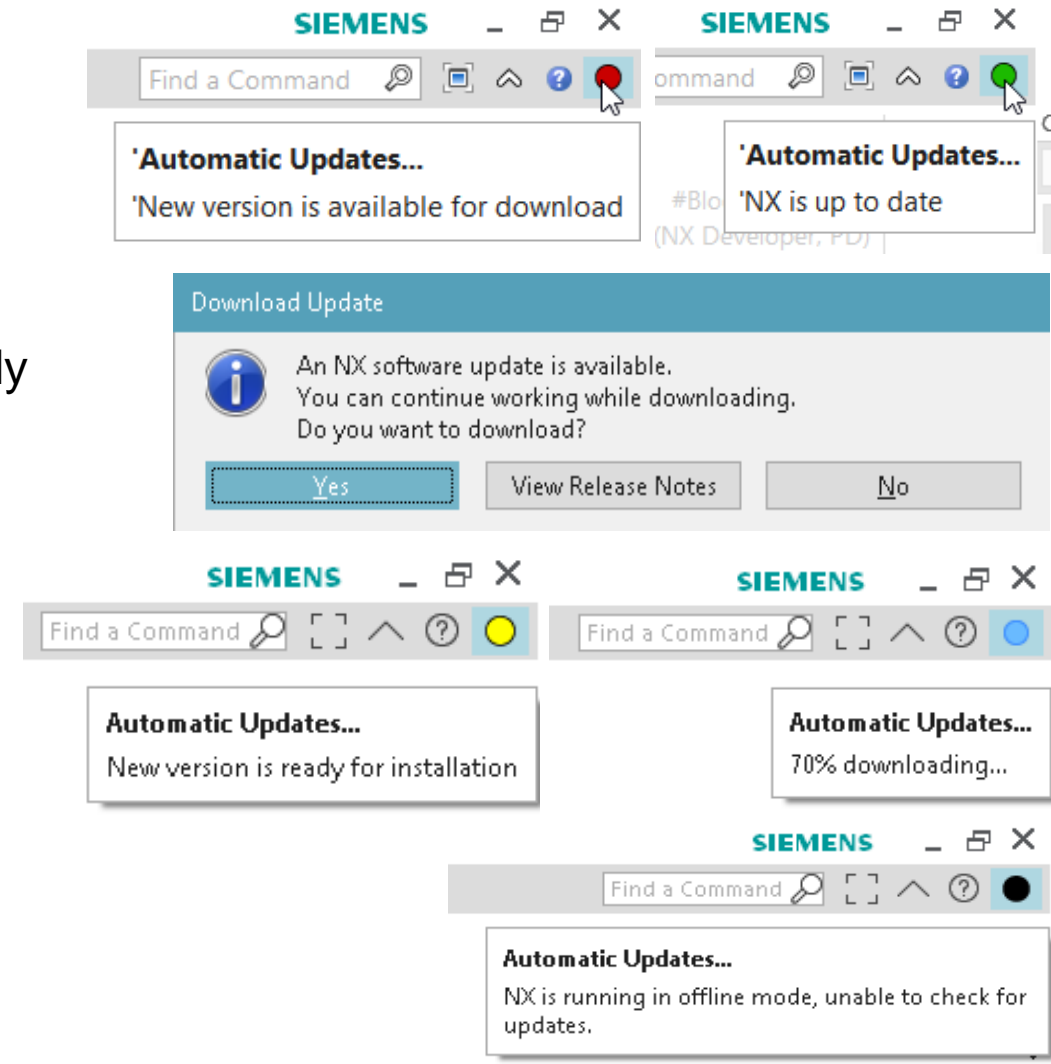 SIEMENS
SIEMENS
Find a Command
ommand
'Automatic Updates...
'New version is available for download
'Automatic Updates...
'NX is up to date
#Blo
(NX Developer, PD)
Download Update
ly
An NX software update is available.
You can continue working while downloading.
Do you want to download?
Yes
View Release Notes
No
SIEMENS
SIEMENS
Find a Command
Find a Command
Automatic Updates...
New version is ready for installation
Automatic Updates...
70% downloading...
SIEMENS
Find a Command
Automatic Updates...
NX is running in offline mode, unable to check for
updates.